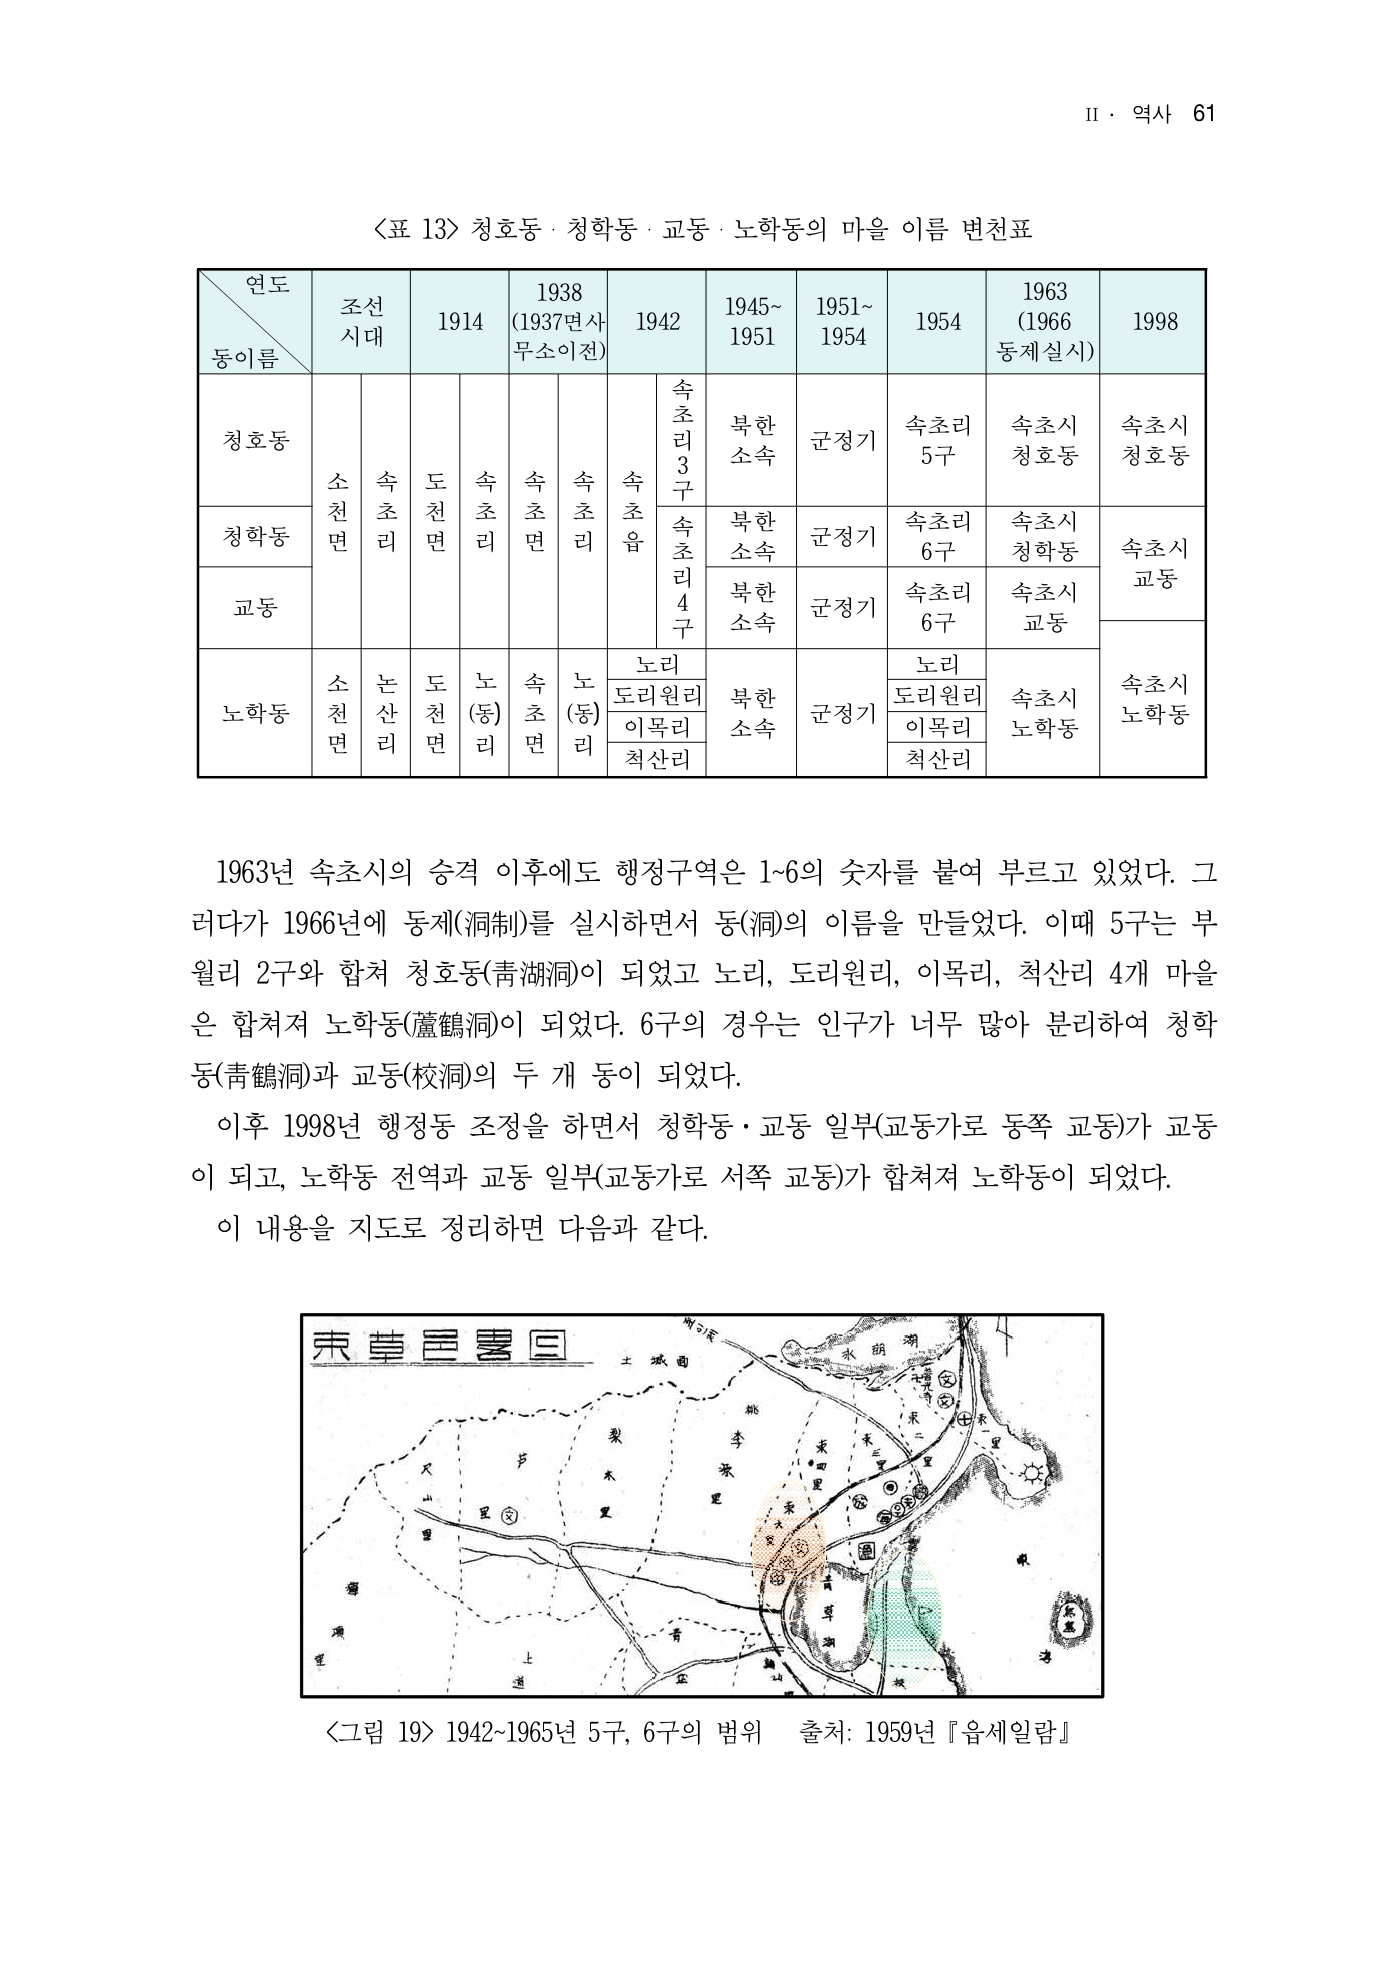 II · 역사 61
<표 13> 청호동 · 청학동 · 교동 · 노학동의 마을 이름 변천표
연도
동이름
조선
시대
1914
1938
(1937면사
무소이전)
1942
1945~
1951
1951~
1954
1954
1963
(1966
동제실시)
1998
청호동
소천면
속초리
도천면
속초리
속초면
속초리
속초읍
속초리3구
북한
소속
군정기
속초리
5구
속초시
청호동
속초시
청호동
청학동
속초리4구
북한
소속
군정기
속초리
6구
속초시
청학동
속초시
교동
교동
북한
소속
군정기
속초리
6구
속초시
교동
속초시
노학동
노학동
소천면
논산리
도천면
노(동)리
속초면
노(동)리
노리
도리원리
이목리
척산리
북한
소속
군정기
노리
도리원리
이목리
척산리
속초시
노학동
1963년 속초시의 승격 이후에도 행정구역은 1~6의 숫자를 붙여 부르고 있었다. 그
러다가 1966년에 동제(洞制)를 실시하면서 동(洞)의 이름을 만들었다. 이때 5구는 부
월리 2구와 합쳐 청호동(靑湖洞)이 되었고 노리, 도리원리, 이목리, 척산리 4개 마을
은 합쳐져 노학동(蘆鶴洞)이 되었다. 6구의 경우는 인구가 너무 많아 분리하여 청학
동(靑鶴洞)과 교동(校洞)의 두 개 동이 되었다.
이후 1998년 행정동 조정을 하면서 청학동·교동 일부(교동가로 동쪽 교동)가 교동
이 되고, 노학동 전역과 교동 일부(교동가로 서쪽 교동)가 합쳐져 노학동이 되었다.
이 내용을 지도로 정리하면 다음과 같다.
土城面
永朗湖
尺山里
芦里
梨木里
桃李源里
東四里
東三里
東二里
東一里
青草湖
東海
上道
<그림 19> 1942~1965년 5구, 6구의 범위 출처: 1959년『읍세일람』